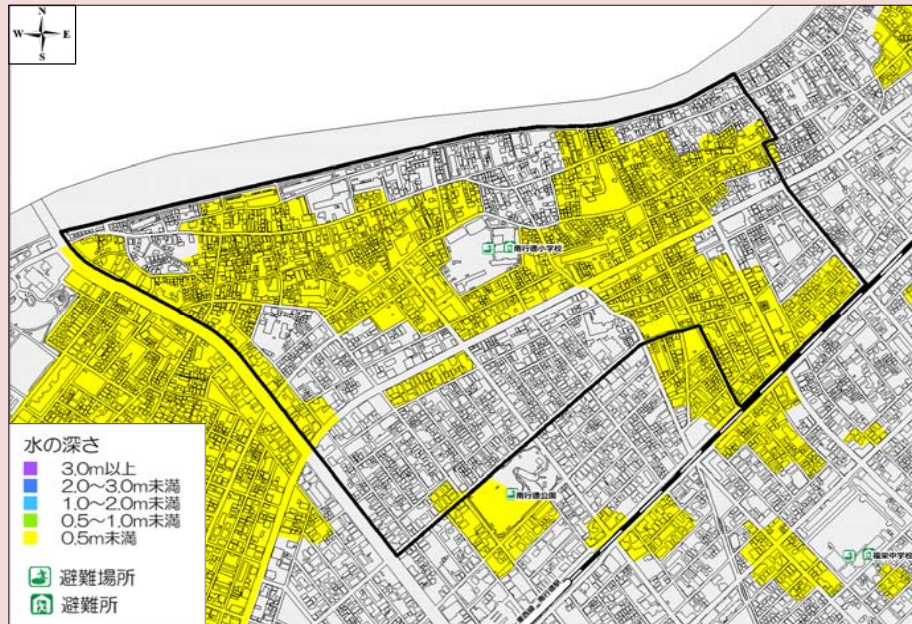 N
W E
S
南行徳小学校
南行徳公園
福栄中学校
水の深さ
3.0m以上
2.0～3.0m未満
1.0～2.0m未満
0.5～1.0m未満
0.5m未満
避難場所
避難所